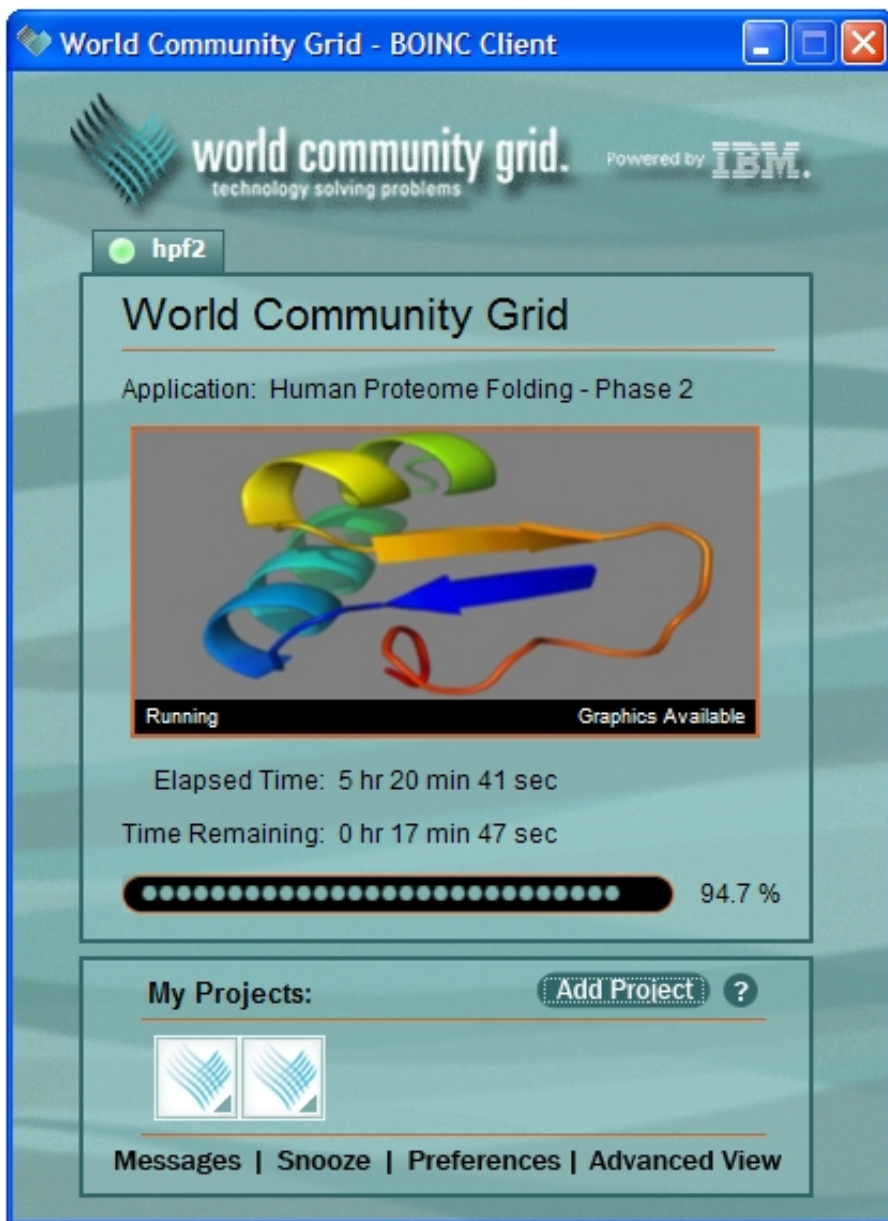 World Community Grid - BOINC Client
world community grid. Powered by IBM.
technology solving problems
hpf2
World Community Grid
Application: Human Proteome Folding - Phase 2
Running Graphics Available
Elapsed Time: 5 hr 20 min 41 sec
Time Remaining: 0 hr 17 min 47 sec
94.7 %
My Projects: Add Project ?
Messages | Snooze | Preferences | Advanced View